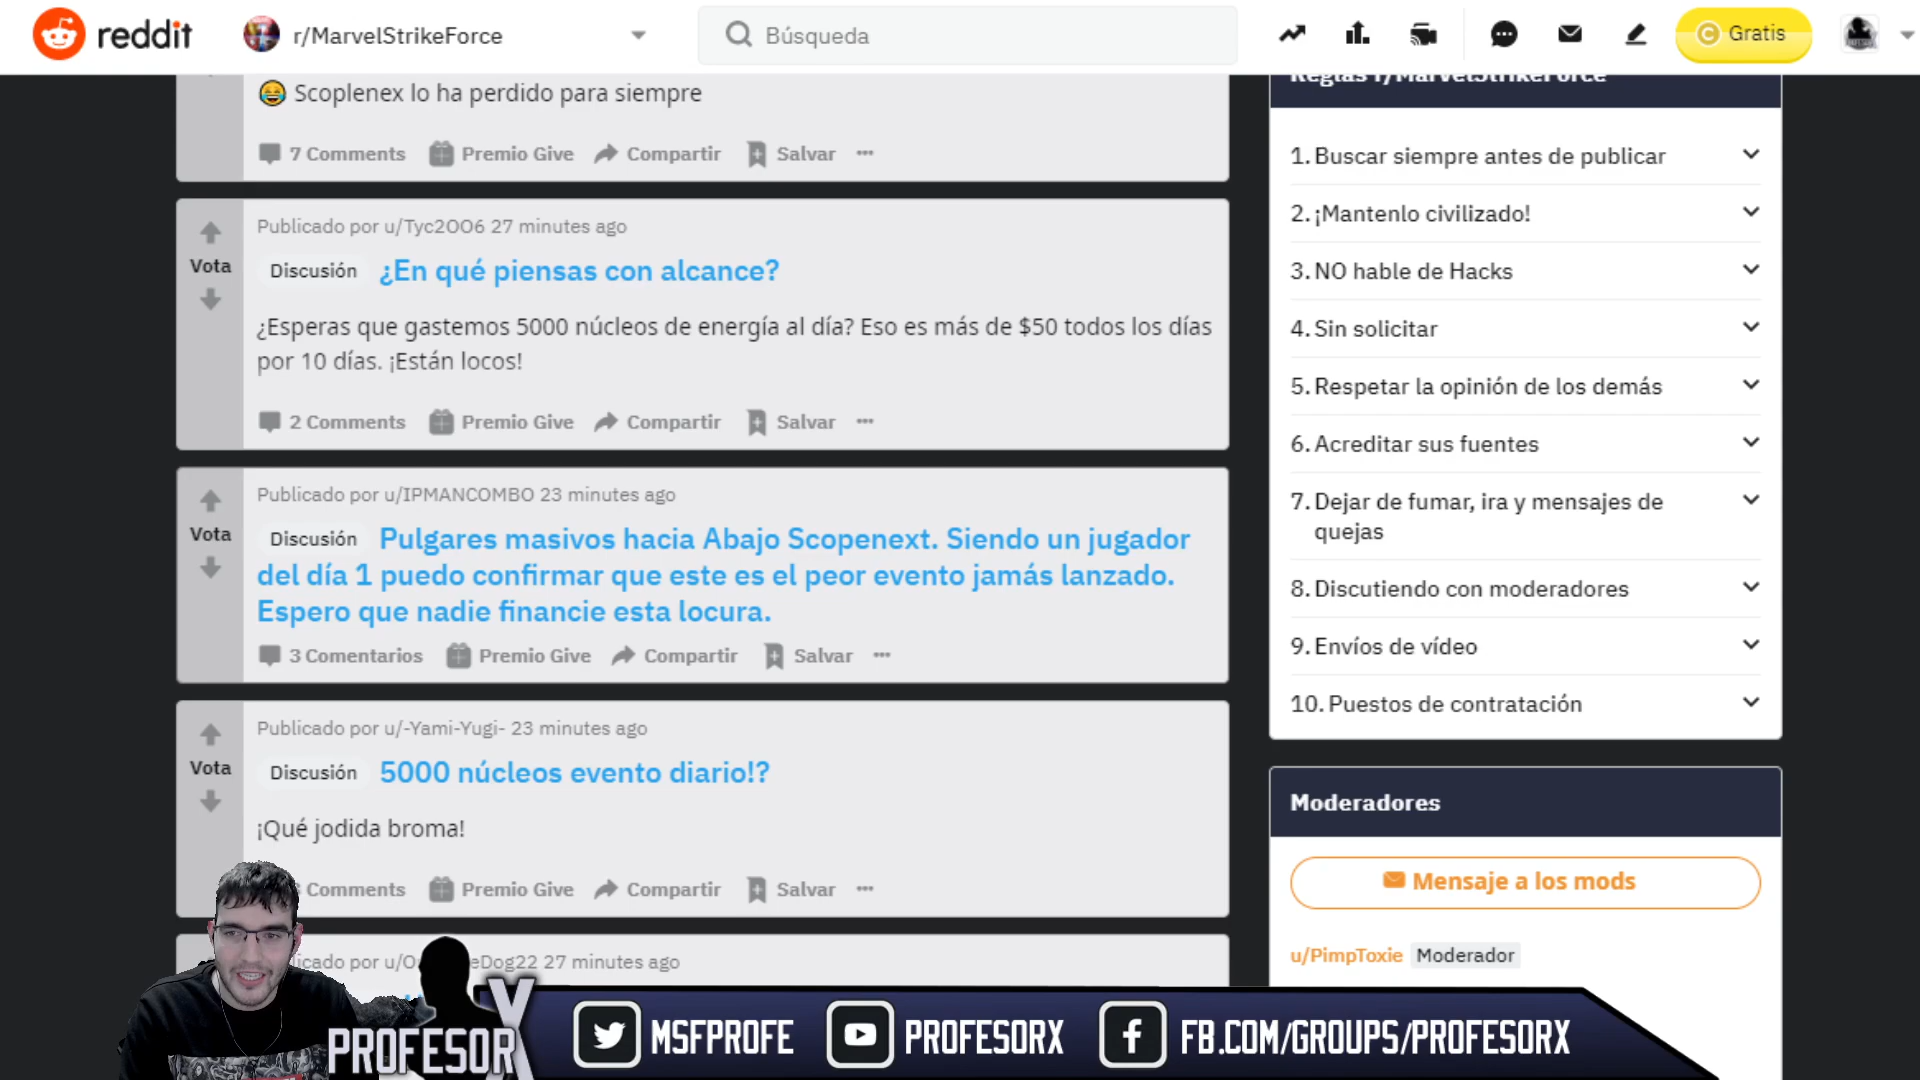 reddit
r/MarvelStrikeForce
Búsqueda
Gratis
😂 Scoplenex lo ha perdido para siempre
7 Comments Premio Give Compartir Salvar
Vota
Publicado por u/Tyc2OO6 27 minutes ago
Discusión ¿En qué piensas con alcance?
¿Esperas que gastemos 5000 núcleos de energía al día? Eso es más de $50 todos los días
por 10 días. ¡Están locos!
2 Comments Premio Give Compartir Salvar
Vota
Publicado por u/IPMANCOMBO 23 minutes ago
Discusión Pulgares masivos hacia Abajo Scopenext. Siendo un jugador
del día 1 puedo confirmar que este es el peor evento jamás lanzado.
Espero que nadie financie esta locura.
3 Comentarios Premio Give Compartir Salvar
Vota
Publicado por u/-Yami-Yugi- 23 minutes ago
Discusión 5000 núcleos evento diario!?
¡Qué jodida broma!
Comments Premio Give Compartir Salvar
por 27 minutes ago
Reglas r/MarvelStrikeForce
1. Buscar siempre antes de publicar
2. ¡Mantenlo civilizado!
3. NO hable de Hacks
4. Sin solicitar
5. Respetar la opinión de los demás
6. Acreditar sus fuentes
7. Dejar de fumar, ira y mensajes de
quejas
8. Discutiendo con moderadores
9. Envíos de vídeo
10. Puestos de contratación
Moderadores
Mensaje a los mods
u/PimpToxie Moderador
PROFESOR X
MSFPROFE
PROFESORX
FB.COM/GROUPS/PROFESORX